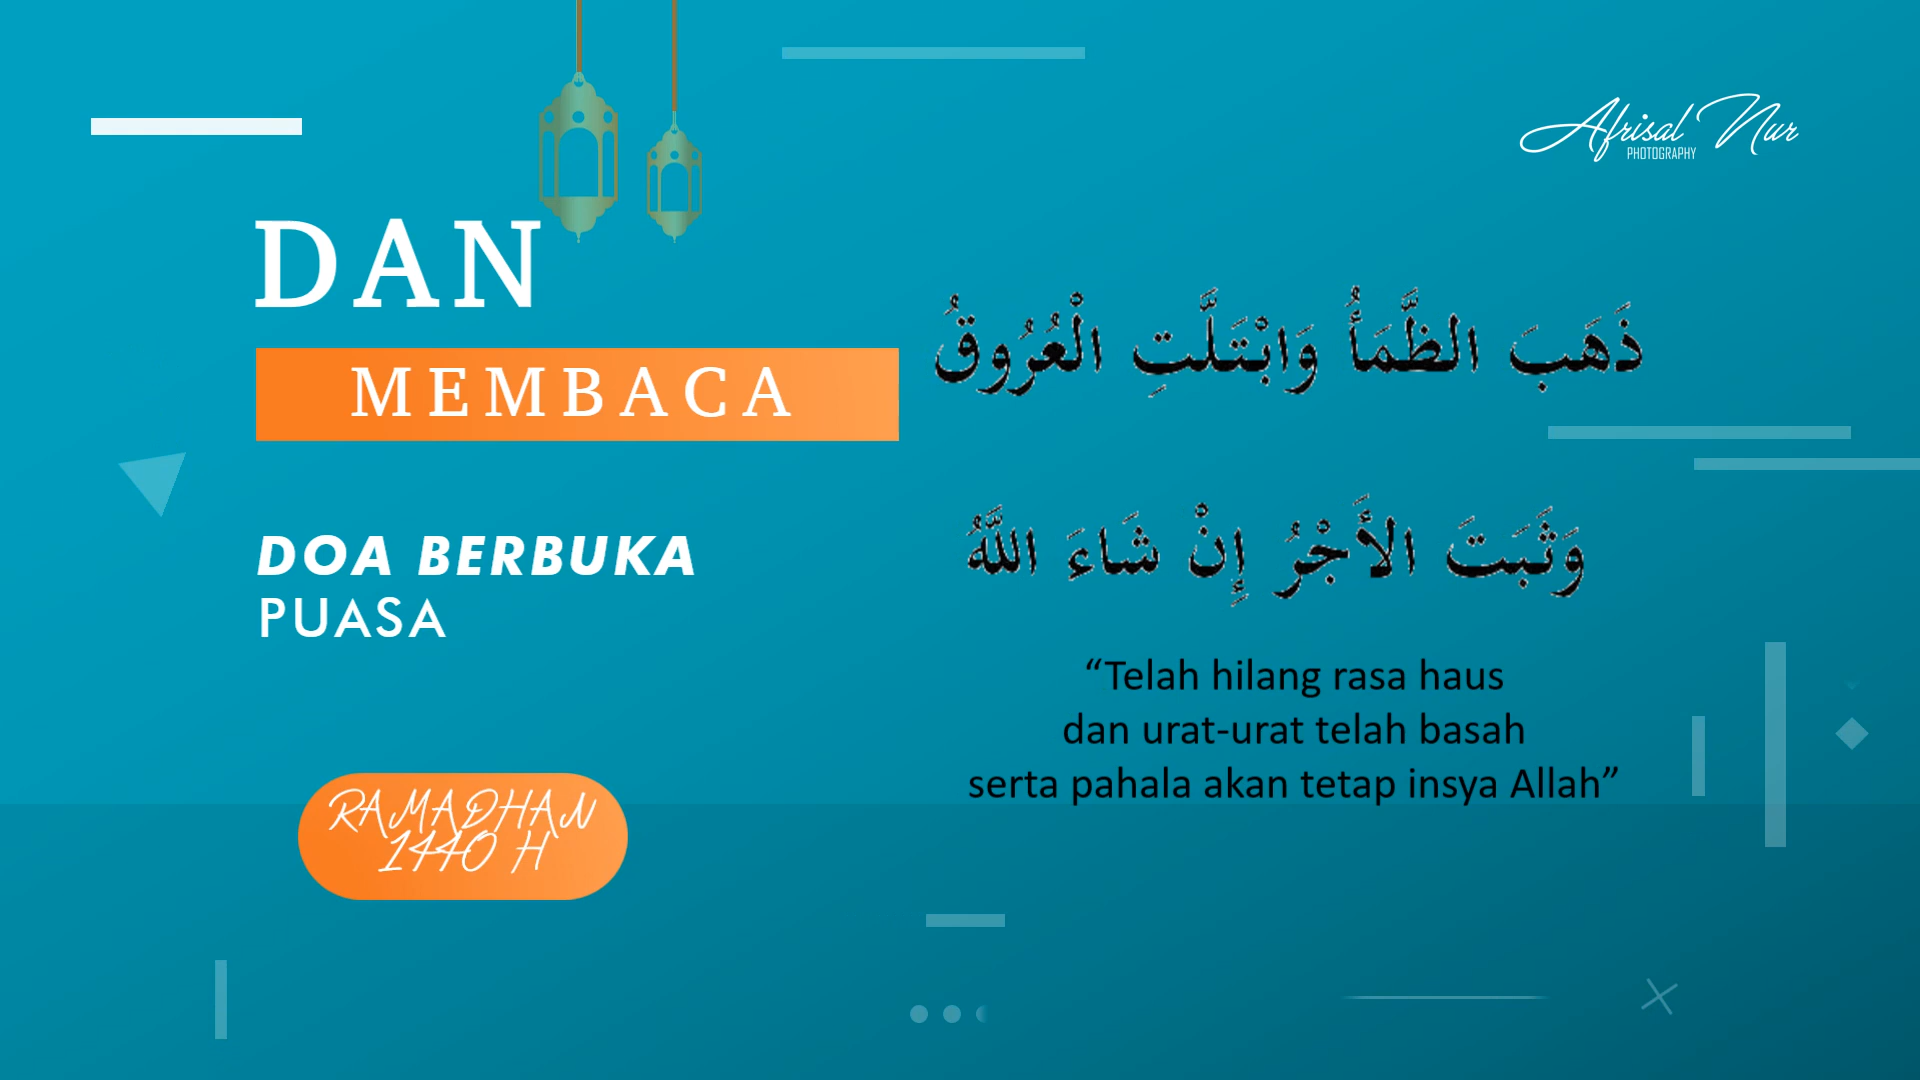 Afrisal Nur
PHOTOGRAPHY
DAN
MEMBACA
DOA BERBUKA
PUASA
RAMADHAN
1440 H
ذَهَبَ الظَّمَأُ وَابْتَلَّتِ الْعُرُوقُ
وَثَبَتَ الأَجْرُ إِنْ شَاءَ اللَّهُ
“Telah hilang rasa haus
dan urat-urat telah basah
serta pahala akan tetap insya Allah”